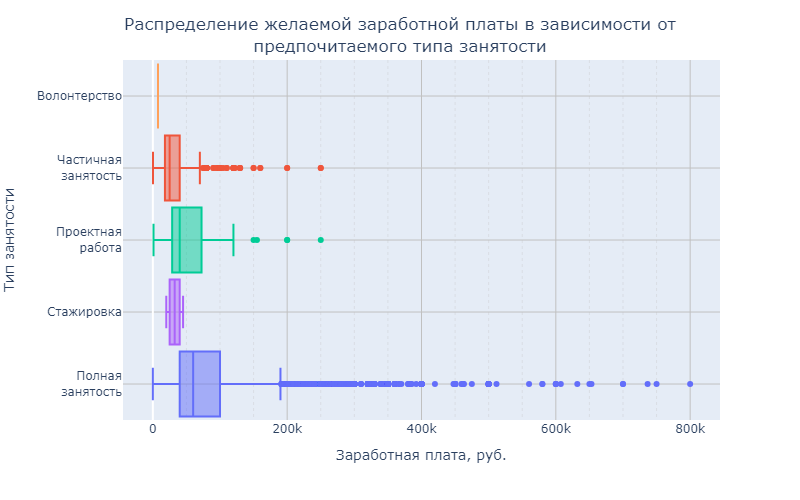 Распределение желаемой заработной платы в зависимости от
предпочитаемого типа занятости
Тип занятости
Волонтерство
Частичная
занятость
Проектная
работа
Стажировка
Полная
занятость
0
200k
400k
600k
800k
Заработная плата, руб.